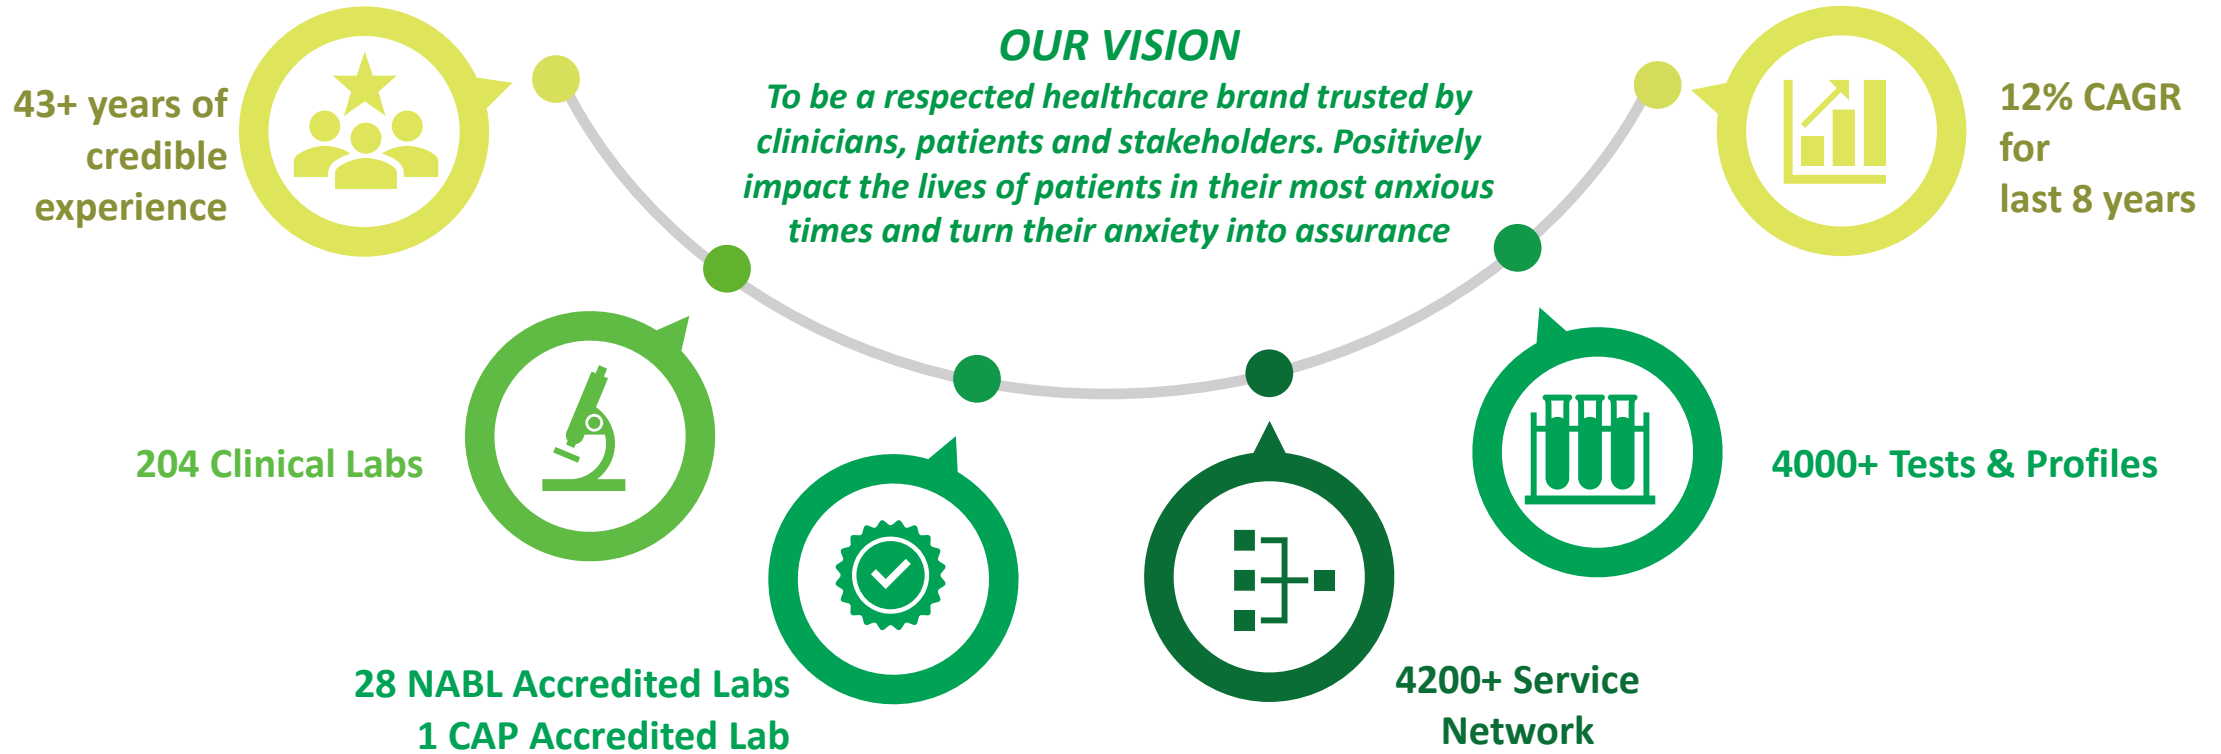 OUR VISION
To be a respected healthcare brand trusted by
clinicians, patients and stakeholders. Positively
impact the lives of patients in their most anxious
times and turn their anxiety into assurance
43+ years of
credible
experience
204 Clinical Labs
28 NABL Accredited Labs
1 CAP Accredited Lab
4200+ Service
Network
4000+ Tests & Profiles
12% CAGR
for
last 8 years